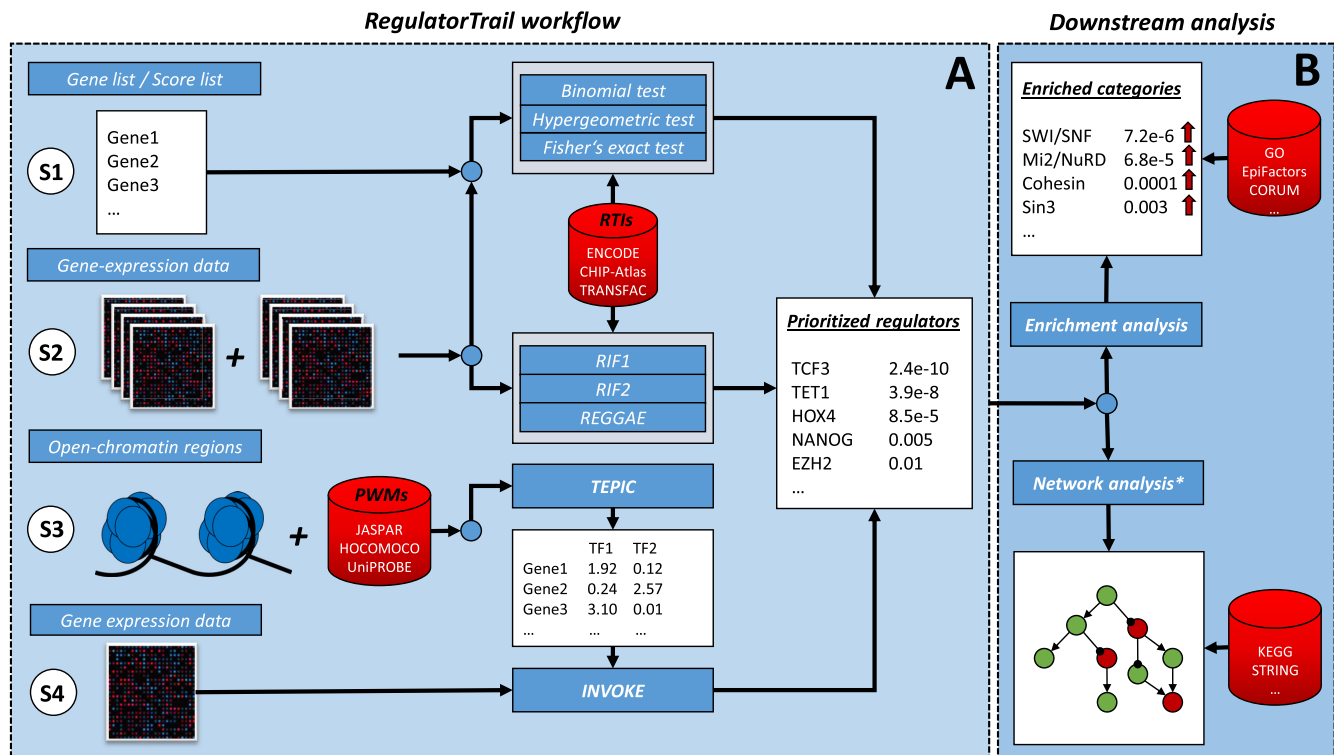 RegulatorTrail workflow
Downstream analysis
A
B
Gene list / Score list
S1
Gene1
Gene2
Gene3
...
Binomial test
Hypergeometric test
Fisher's exact test
RTIs
ENCODE
CHIP-Atlas
TRANSFAC
Gene-expression data
S2
+
RIF1
RIF2
REGGAE
Prioritized regulators
TCF3 2.4e-10
TET1 3.9e-8
HOX4 8.5e-5
NANOG 0.005
EZH2 0.01
...
Open-chromatin regions
S3
+
PWMs
JASPAR
HOCOMOCO
UniPROBE
TEPIC
TF1 TF2
Gene1 1.92 0.12
Gene2 0.24 2.57
Gene3 3.10 0.01
... ... ...
Gene expression data
S4
INVOKE
Enriched categories
SWI/SNF 7.2e-6
Mi2/NuRD 6.8e-5
Cohesin 0.0001
Sin3 0.003
...
GO
EpiFactors
CORUM
...
Enrichment analysis
Network analysis*
KEGG
STRING
...